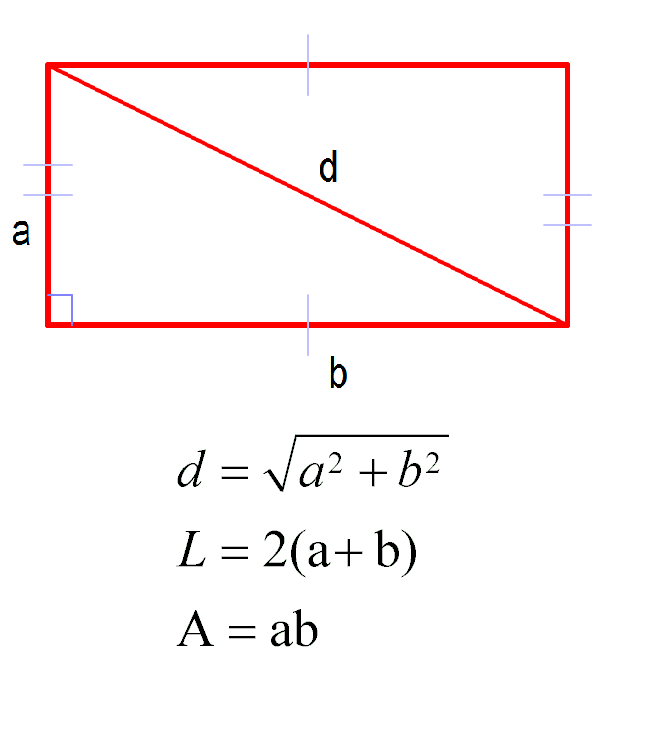 d
a
b
d = √a² + b²
L = 2(a+ b)
A = ab